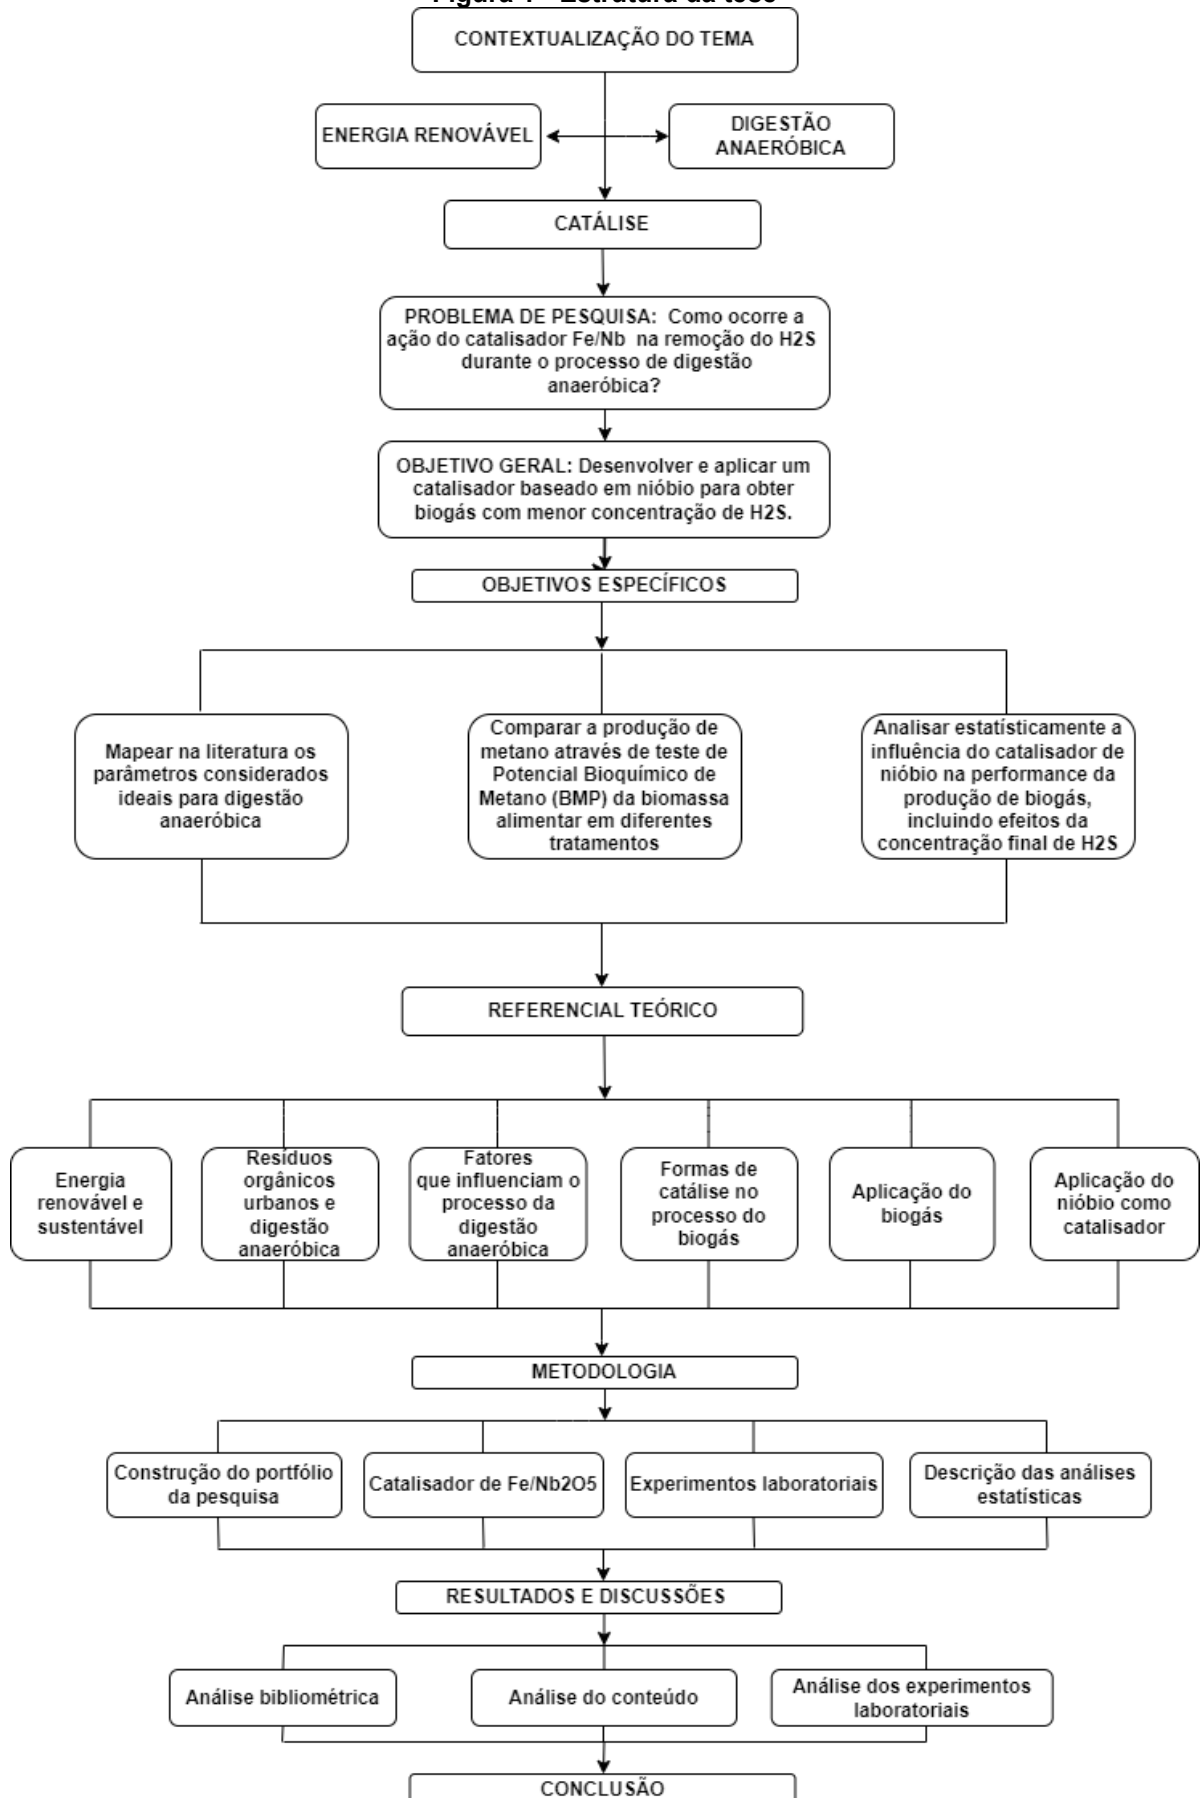 Figura 1 - Estrutura da tese
CONTEXTUALIZAÇÃO DO TEMA
ENERGIA RENOVÁVEL
DIGESTÃO
ANAERÓBICA
CATÁLISE
PROBLEMA DE PESQUISA: Como ocorre a
ação do catalisador Fe/Nb na remoção do H2S
durante o processo de digestão
anaeróbica?
OBJETIVO GERAL: Desenvolver e aplicar um
catalisador baseado em nióbio para obter
biogás com menor concentração de H2S.
OBJETIVOS ESPECÍFICOS
Mapear na literatura os
parâmetros considerados
ideais para digestão
anaeróbica
Comparar a produção de
metano através de teste de
Potencial Bioquímico de
Metano (BMP) da biomassa
alimentar em diferentes
tratamentos
Analisar estatísticamente a
influência do catalisador de
nióbio na performance da
produção de biogás,
incluindo efeitos da
concentração final de H2S
REFERENCIAL TEÓRICO
Energia
renovável e
sustentável
Resíduos
orgânicos
urbanos e
digestão
anaeróbica
Fatores
que influenciam o
processo da
digestão
anaeróbica
Formas de
catálise no
processo do
biogás
Aplicação do
biogás
Aplicação do
nióbio como
catalisador
METODOLOGIA
Construção do portfólio
da pesquisa
Catalisador de Fe/Nb2O5
Experimentos laboratoriais
Descrição das análises
estatísticas
RESULTADOS E DISCUSSÕES
Análise bibliométrica
Análise do conteúdo
Análise dos experimentos
laboratoriais
CONCLUSÃO